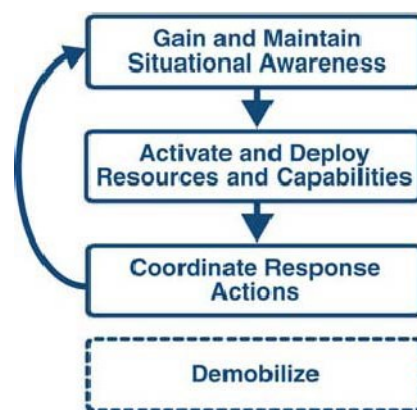 Gain and Maintain
Situational Awareness
Activate and Deploy
Resources and Capabilities
Coordinate Response
Actions
Demobilize